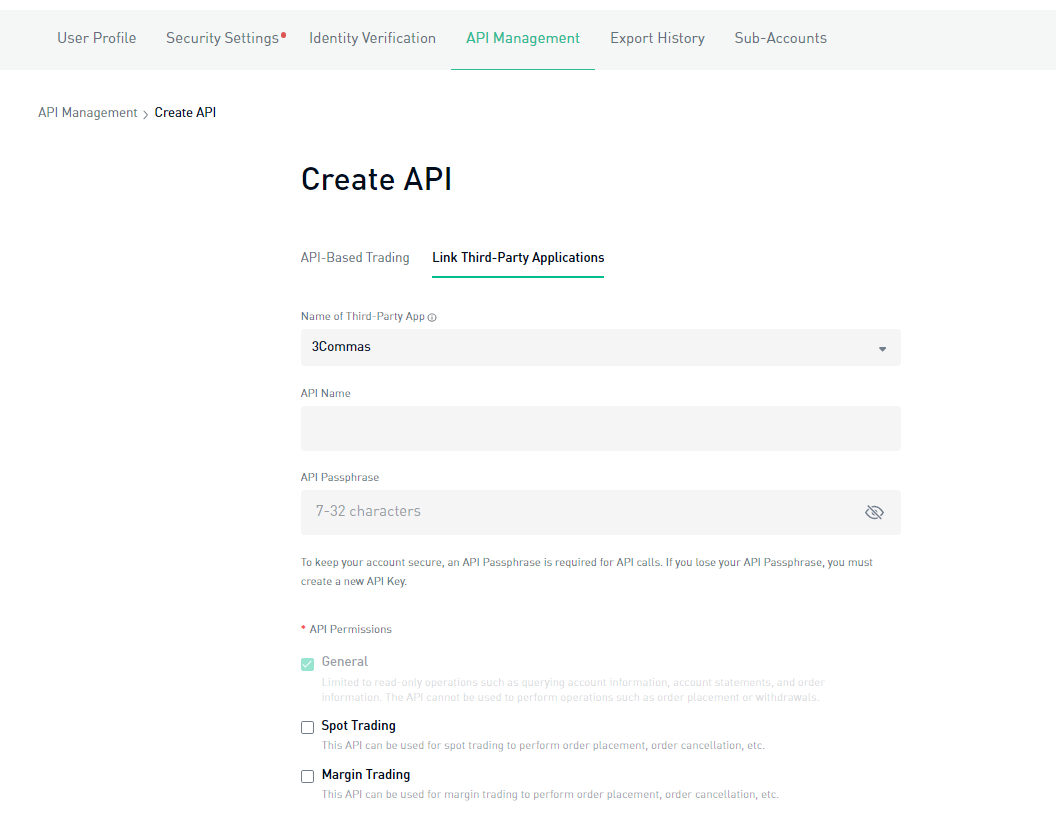 User Profile Security Settings Identity Verification API Management Export History Sub-Accounts
API Management > Create API
Create API
API-Based Trading Link Third-Party Applications
Name of Third-Party App
3Commas
API Name
API Passphrase
7-32 characters
To keep your account secure, an API Passphrase is required for API calls. If you lose your API Passphrase, you must
create a new API Key.
* API Permissions
General
Limited to read-only operations such as querying account information, account statements, and order
information. The API cannot be used to perform operations such as order placement or withdrawals.
Spot Trading
This API can be used for spot trading to perform order placement, order cancellation, etc.
Margin Trading
This API can be used for margin trading to perform order placement, order cancellation, etc.